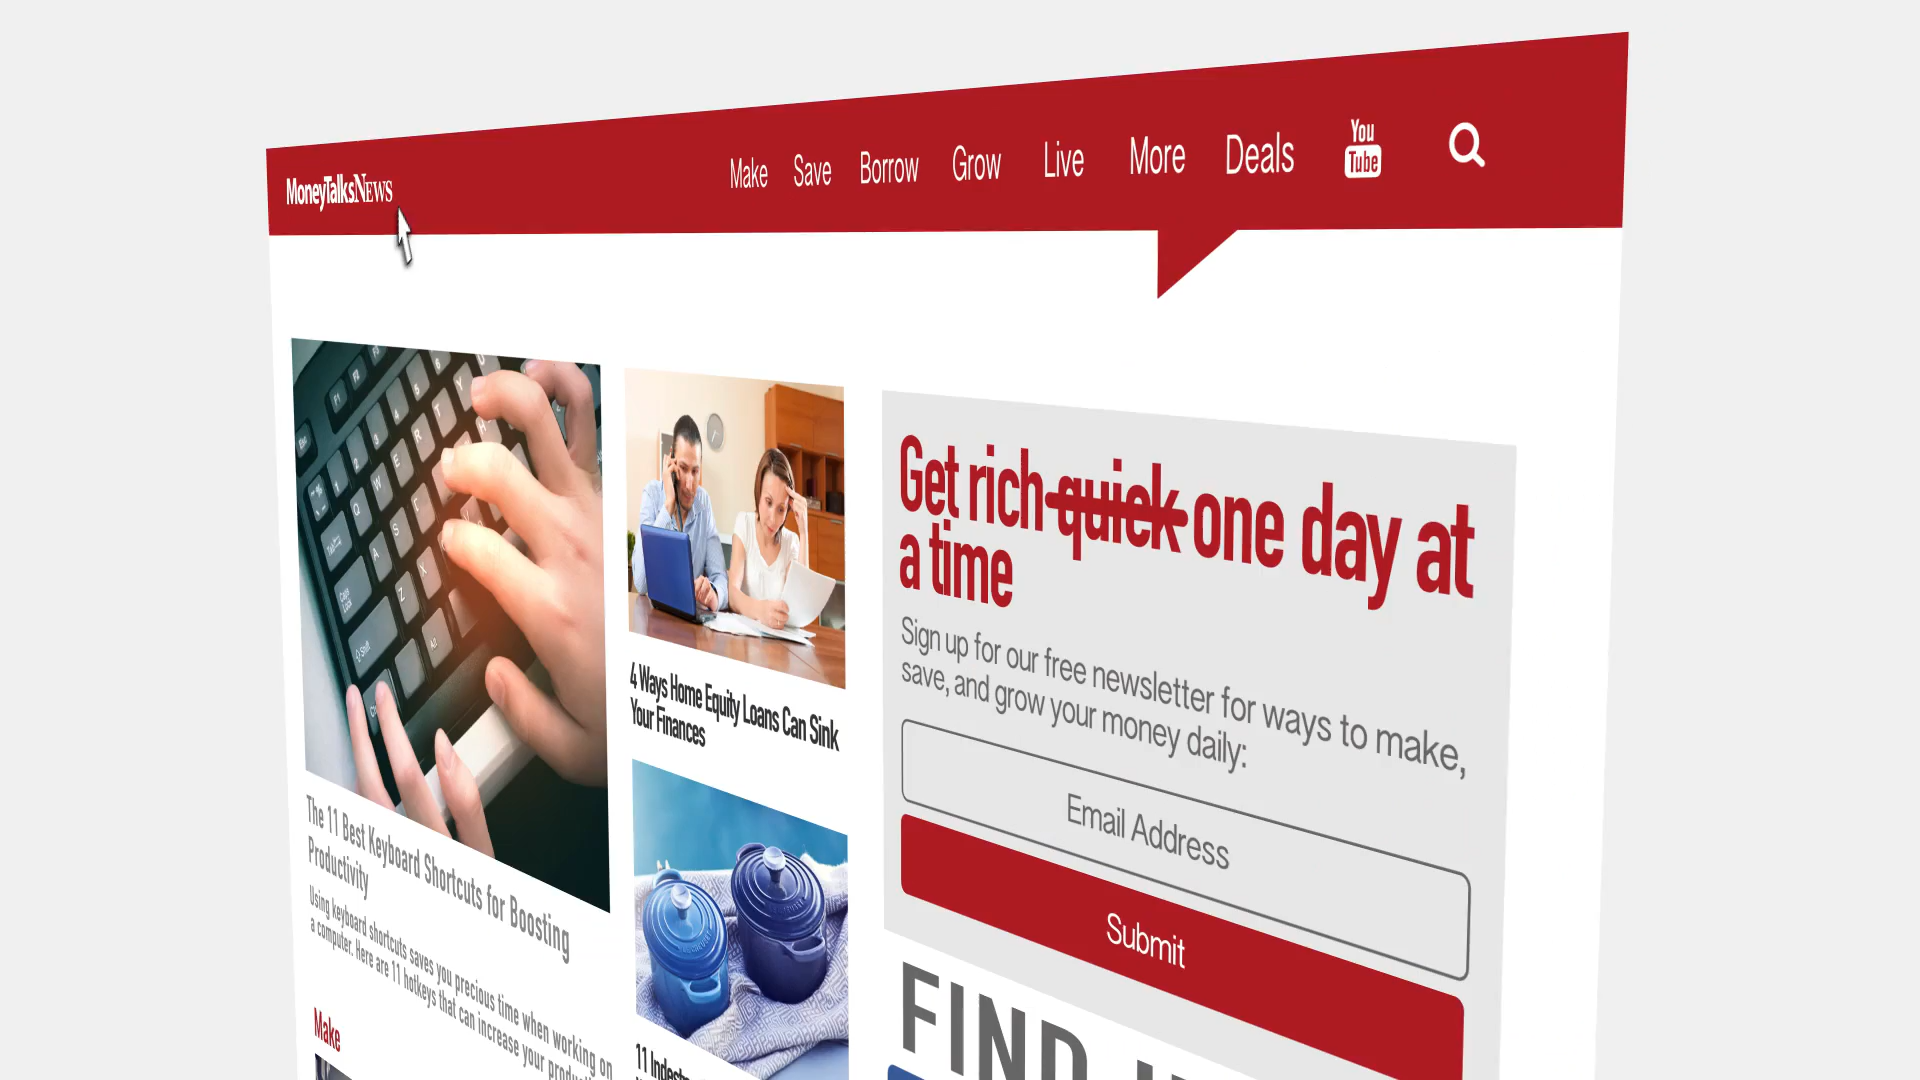 MoneyTalksNews
Make Save Borrow Grow Live More Deals
You
Tube
Get rich quick one day at
a time
Sign up for our free newsletter for ways to make,
save, and grow your money daily:
Email Address
Submit
FIND
4 Ways Home Equity Loans Can Sink
Your Finances
11
The 11 Best Keyboard Shortcuts for Boosting
Productivity
Using keyboard shortcuts saves you precious time when working on
a computer. Here are 11 hotkeys that can increase your
Make